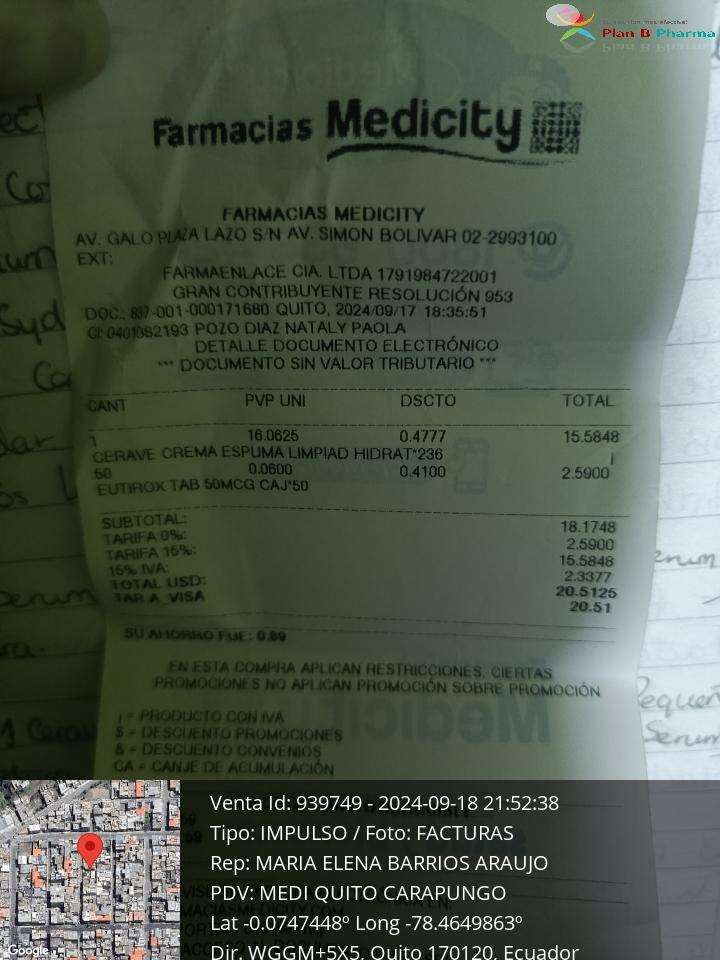 Plan B Pharma
Farmacias Medicity
FARMACIAS MEDICITY
AV. GALO PLAZA LAZO S/N AV. SIMON BOLIVAR 02-2993100
EXT:
FARMAENLACE CIA. LTDA 1791984722001
GRAN CONTRIBUYENTE RESOLUCIÓN 953
DOC.: 837-001-000171680 QUITO, 2024/09/17 18:35:51
CI: 0401082193 POZO DIAZ NATALY PAOLA
DETALLE DOCUMENTO ELECTRÓNICO
*** DOCUMENTO SIN VALOR TRIBUTARIO ***
CANT PVP UNI DSCTO TOTAL
1 16.0625 0.4777 15.5848
CERAVE CREMA ESPUMA LIMPIAD HIDRAT*236 i
50 0.0600 0.4100 2.5900
EUTIROX TAB 50MCG CAJ*50
SUBTOTAL: 18.1748
TARIFA 0%: 2.5900
TARIFA 15%: 15.5848
15% IVA: 2.3377
TOTAL USD: 20.5125
TAR A_VISA 20.51
SU AHORRO FUE: 0.89
EN ESTA COMPRA APLICAN RESTRICCIONES, CIERTAS
PROMOCIONES NO APLICAN PROMOCIÓN SOBRE PROMOCIÓN
i = PRODUCTO CON IVA
$ = DESCUENTO PROMOCIONES
& = DESCUENTO CONVENIOS
CA = CANJE DE ACUMULACIÓN
Venta Id: 939749 - 2024-09-18 21:52:38
Tipo: IMPULSO / Foto: FACTURAS
Rep: MARIA ELENA BARRIOS ARAUJO
PDV: MEDI QUITO CARAPUNGO
Lat -0.0747448º Long -78.4649863º
Dir. WGGM+5X5, Quito 170120, Ecuador
Google